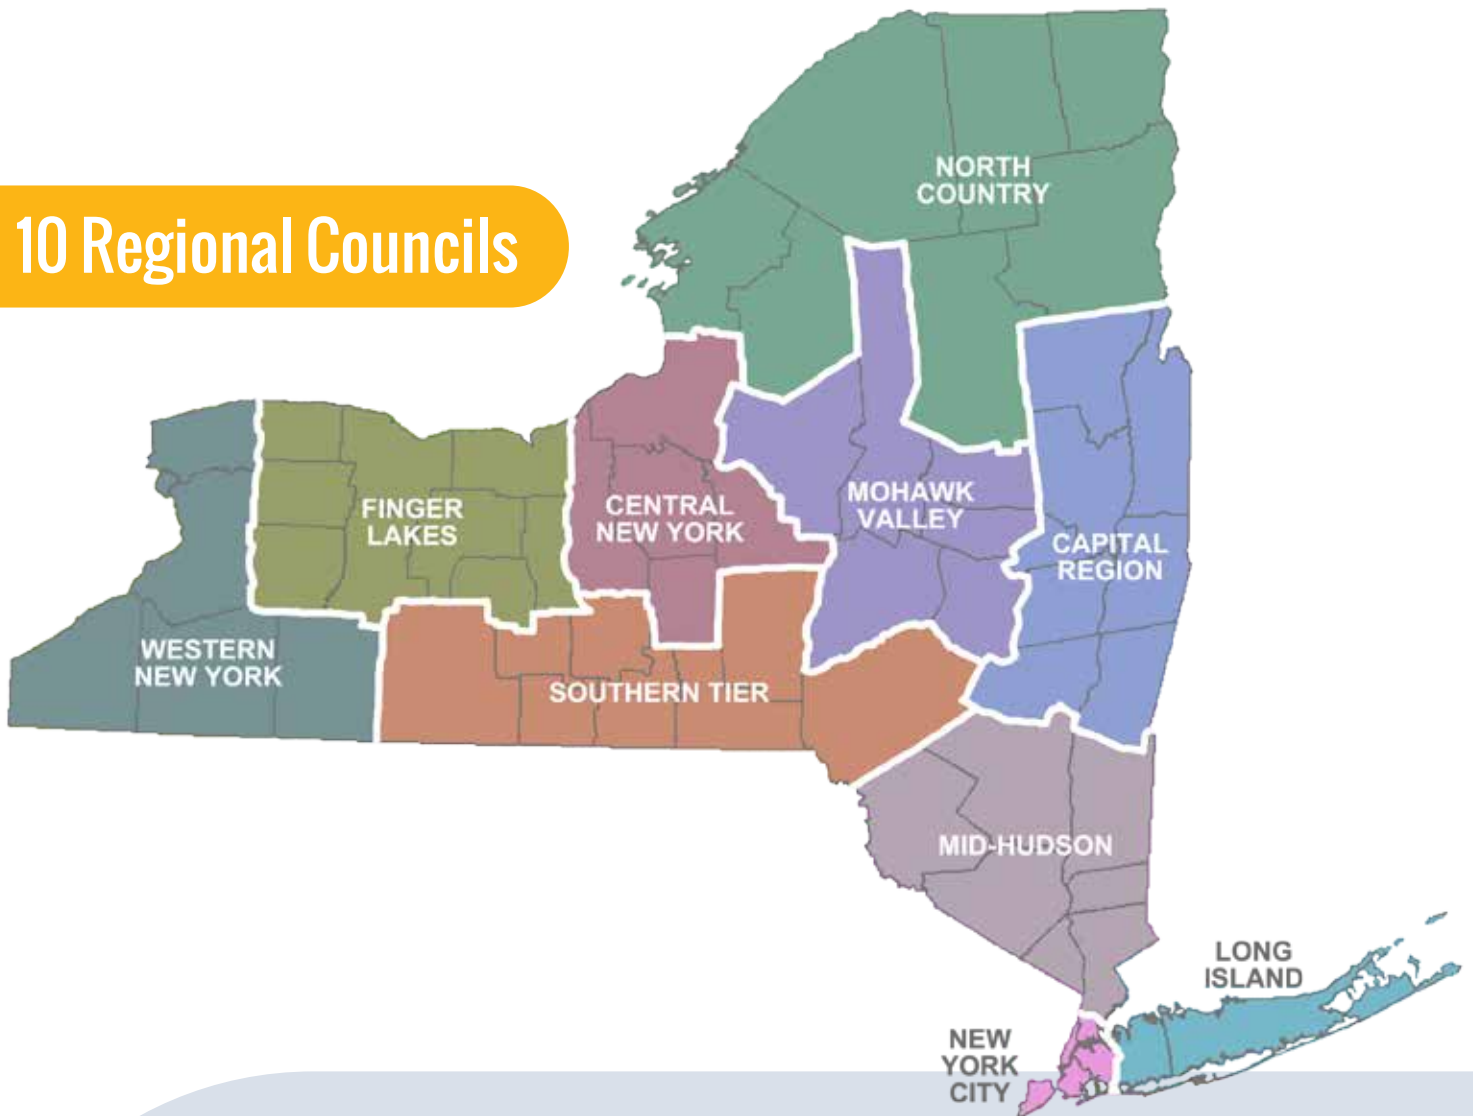 10 Regional Councils
NORTH
COUNTRY
FINGER
LAKES
CENTRAL
NEW YORK
MOHAWK
VALLEY
CAPITAL
REGION
WESTERN
NEW YORK
SOUTHERN TIER
MID-HUDSON
LONG
ISLAND
NEW
YORK
CITY